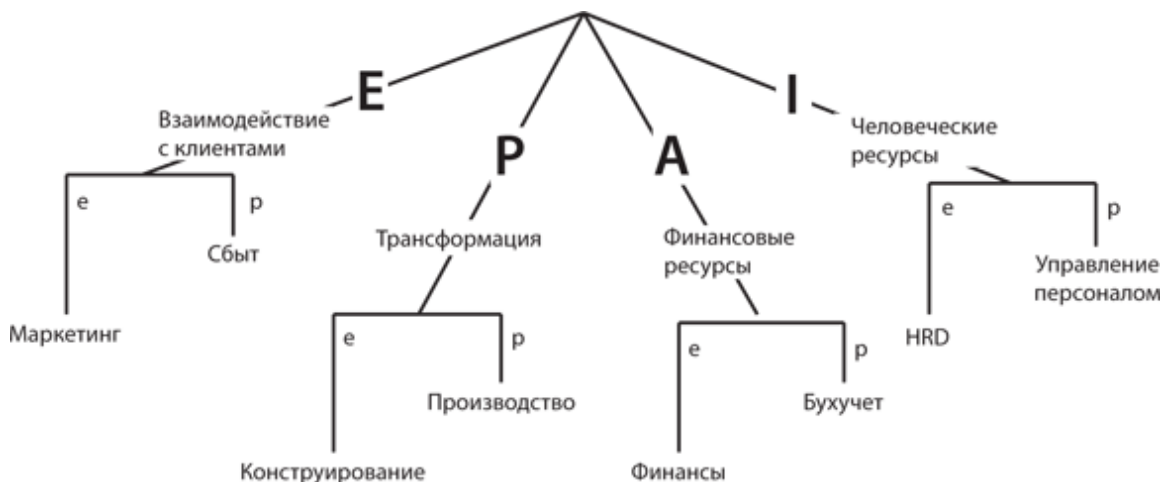 E
I
Взаимодействие
с клиентами
Человеческие
ресурсы
P
A
e
p
e
p
Сбыт
Трансформация
Финансовые
ресурсы
Управление
персоналом
Маркетинг
HRD
e
p
e
p
Производство
Бухучет
Конструирование
Финансы